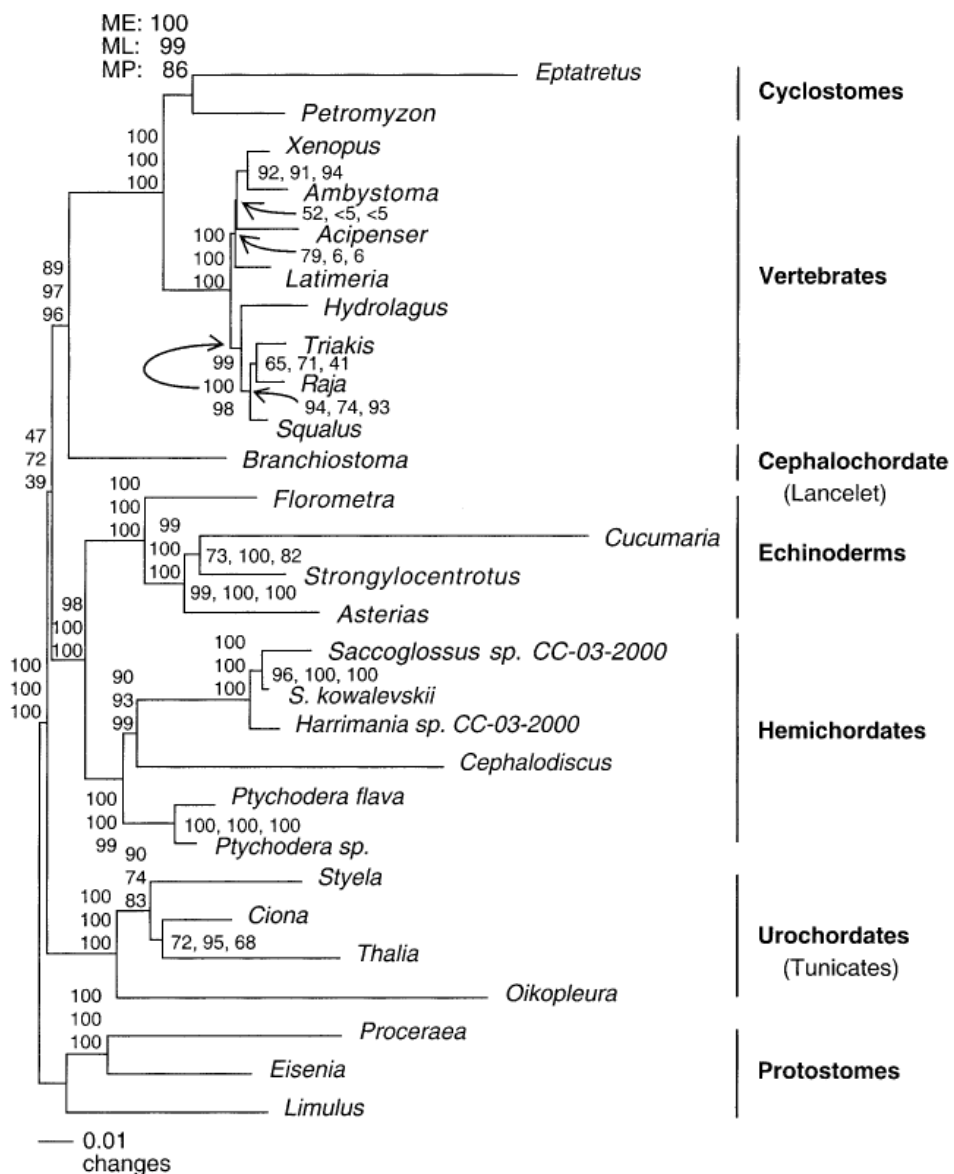 ME: 100
ML: 99
MP: 86
Eptatretus
Cyclostomes
Petromyzon
100
100
100
Xenopus
92, 91, 94
Ambystoma
52, <5, <5
Acipenser
100
100
100
79, 6, 6
Latimeria
Vertebrates
89
97
96
Hydrolagus
Triakis
99
100
98
65, 71, 41
Raja
94, 74, 93
Squalus
47
72
39
Branchiostoma
Cephalochordate
(Lancelet)
100
100
100
Florometra
99
100
100
Cucumaria
73, 100, 82
Echinoderms
Strongylocentrotus
99, 100, 100
Asterias
98
100
100
100
100
100
Saccoglossus sp. CC-03-2000
96, 100, 100
S. kowalevskii
100
100
100
90
93
99
Harrimania sp. CC-03-2000
Hemichordates
Cephalodiscus
Ptychodera flava
100
100
99
100, 100, 100
Ptychodera sp.
90
74
83
Styela
100
100
100
Ciona
72, 95, 68
Thalia
Urochordates
(Tunicates)
Oikopleura
100
100
100
Proceraea
Eisenia
Protostomes
Limulus
0.01
changes